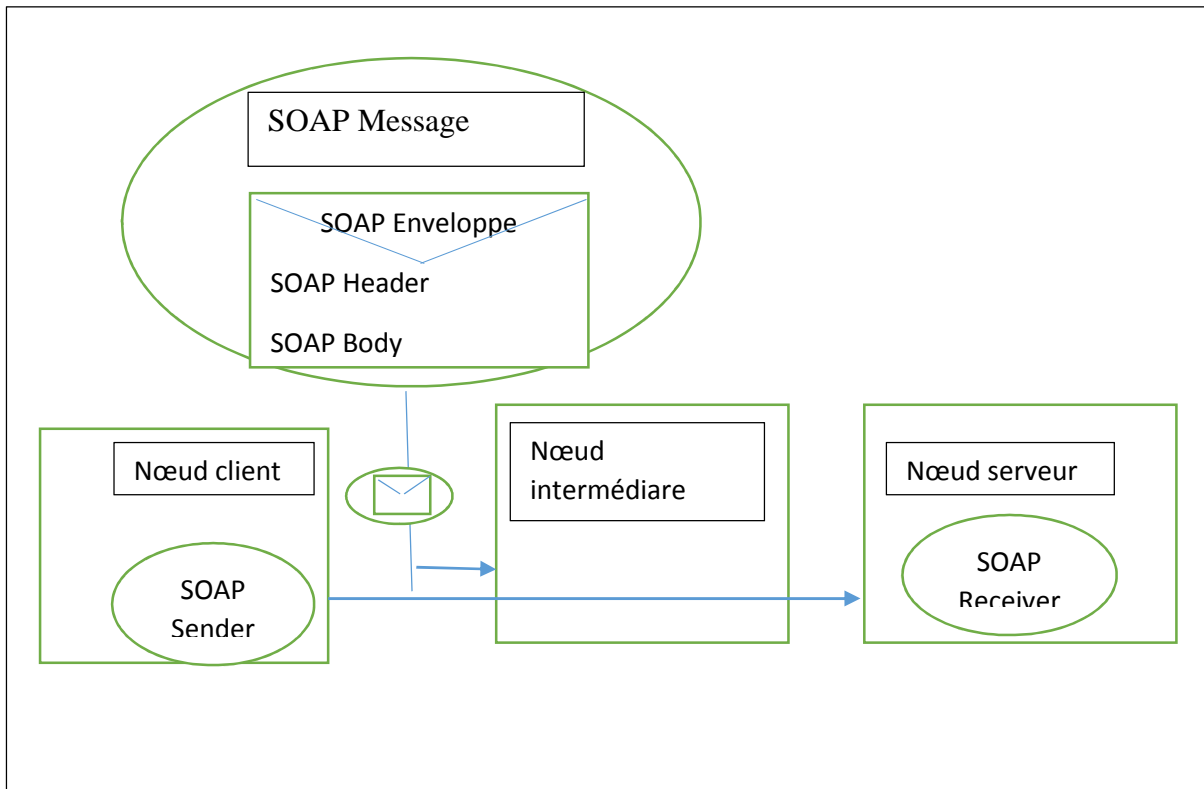 SOAP Message
SOAP Enveloppe
SOAP Header
SOAP Body
Nœud client
Nœud
intermédiare
Nœud serveur
SOAP
Sender
SOAP
Receiver